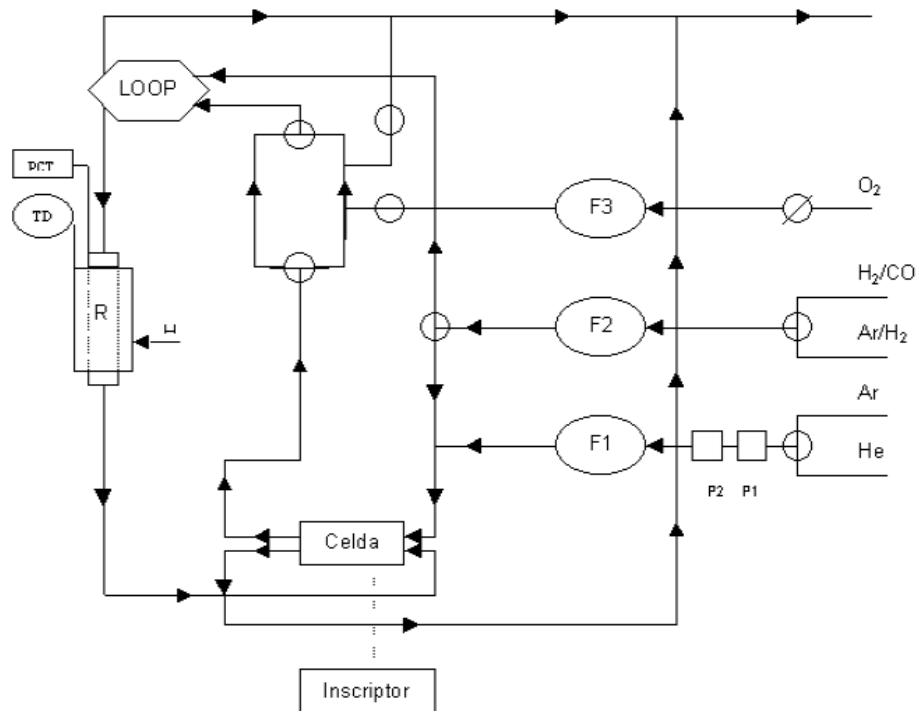 LOOP
PCT
TD
R
H
O₂
F3
H₂/CO
F2
Ar/H₂
Ar
F1
He
P2 P1
Celda
Inscriptor